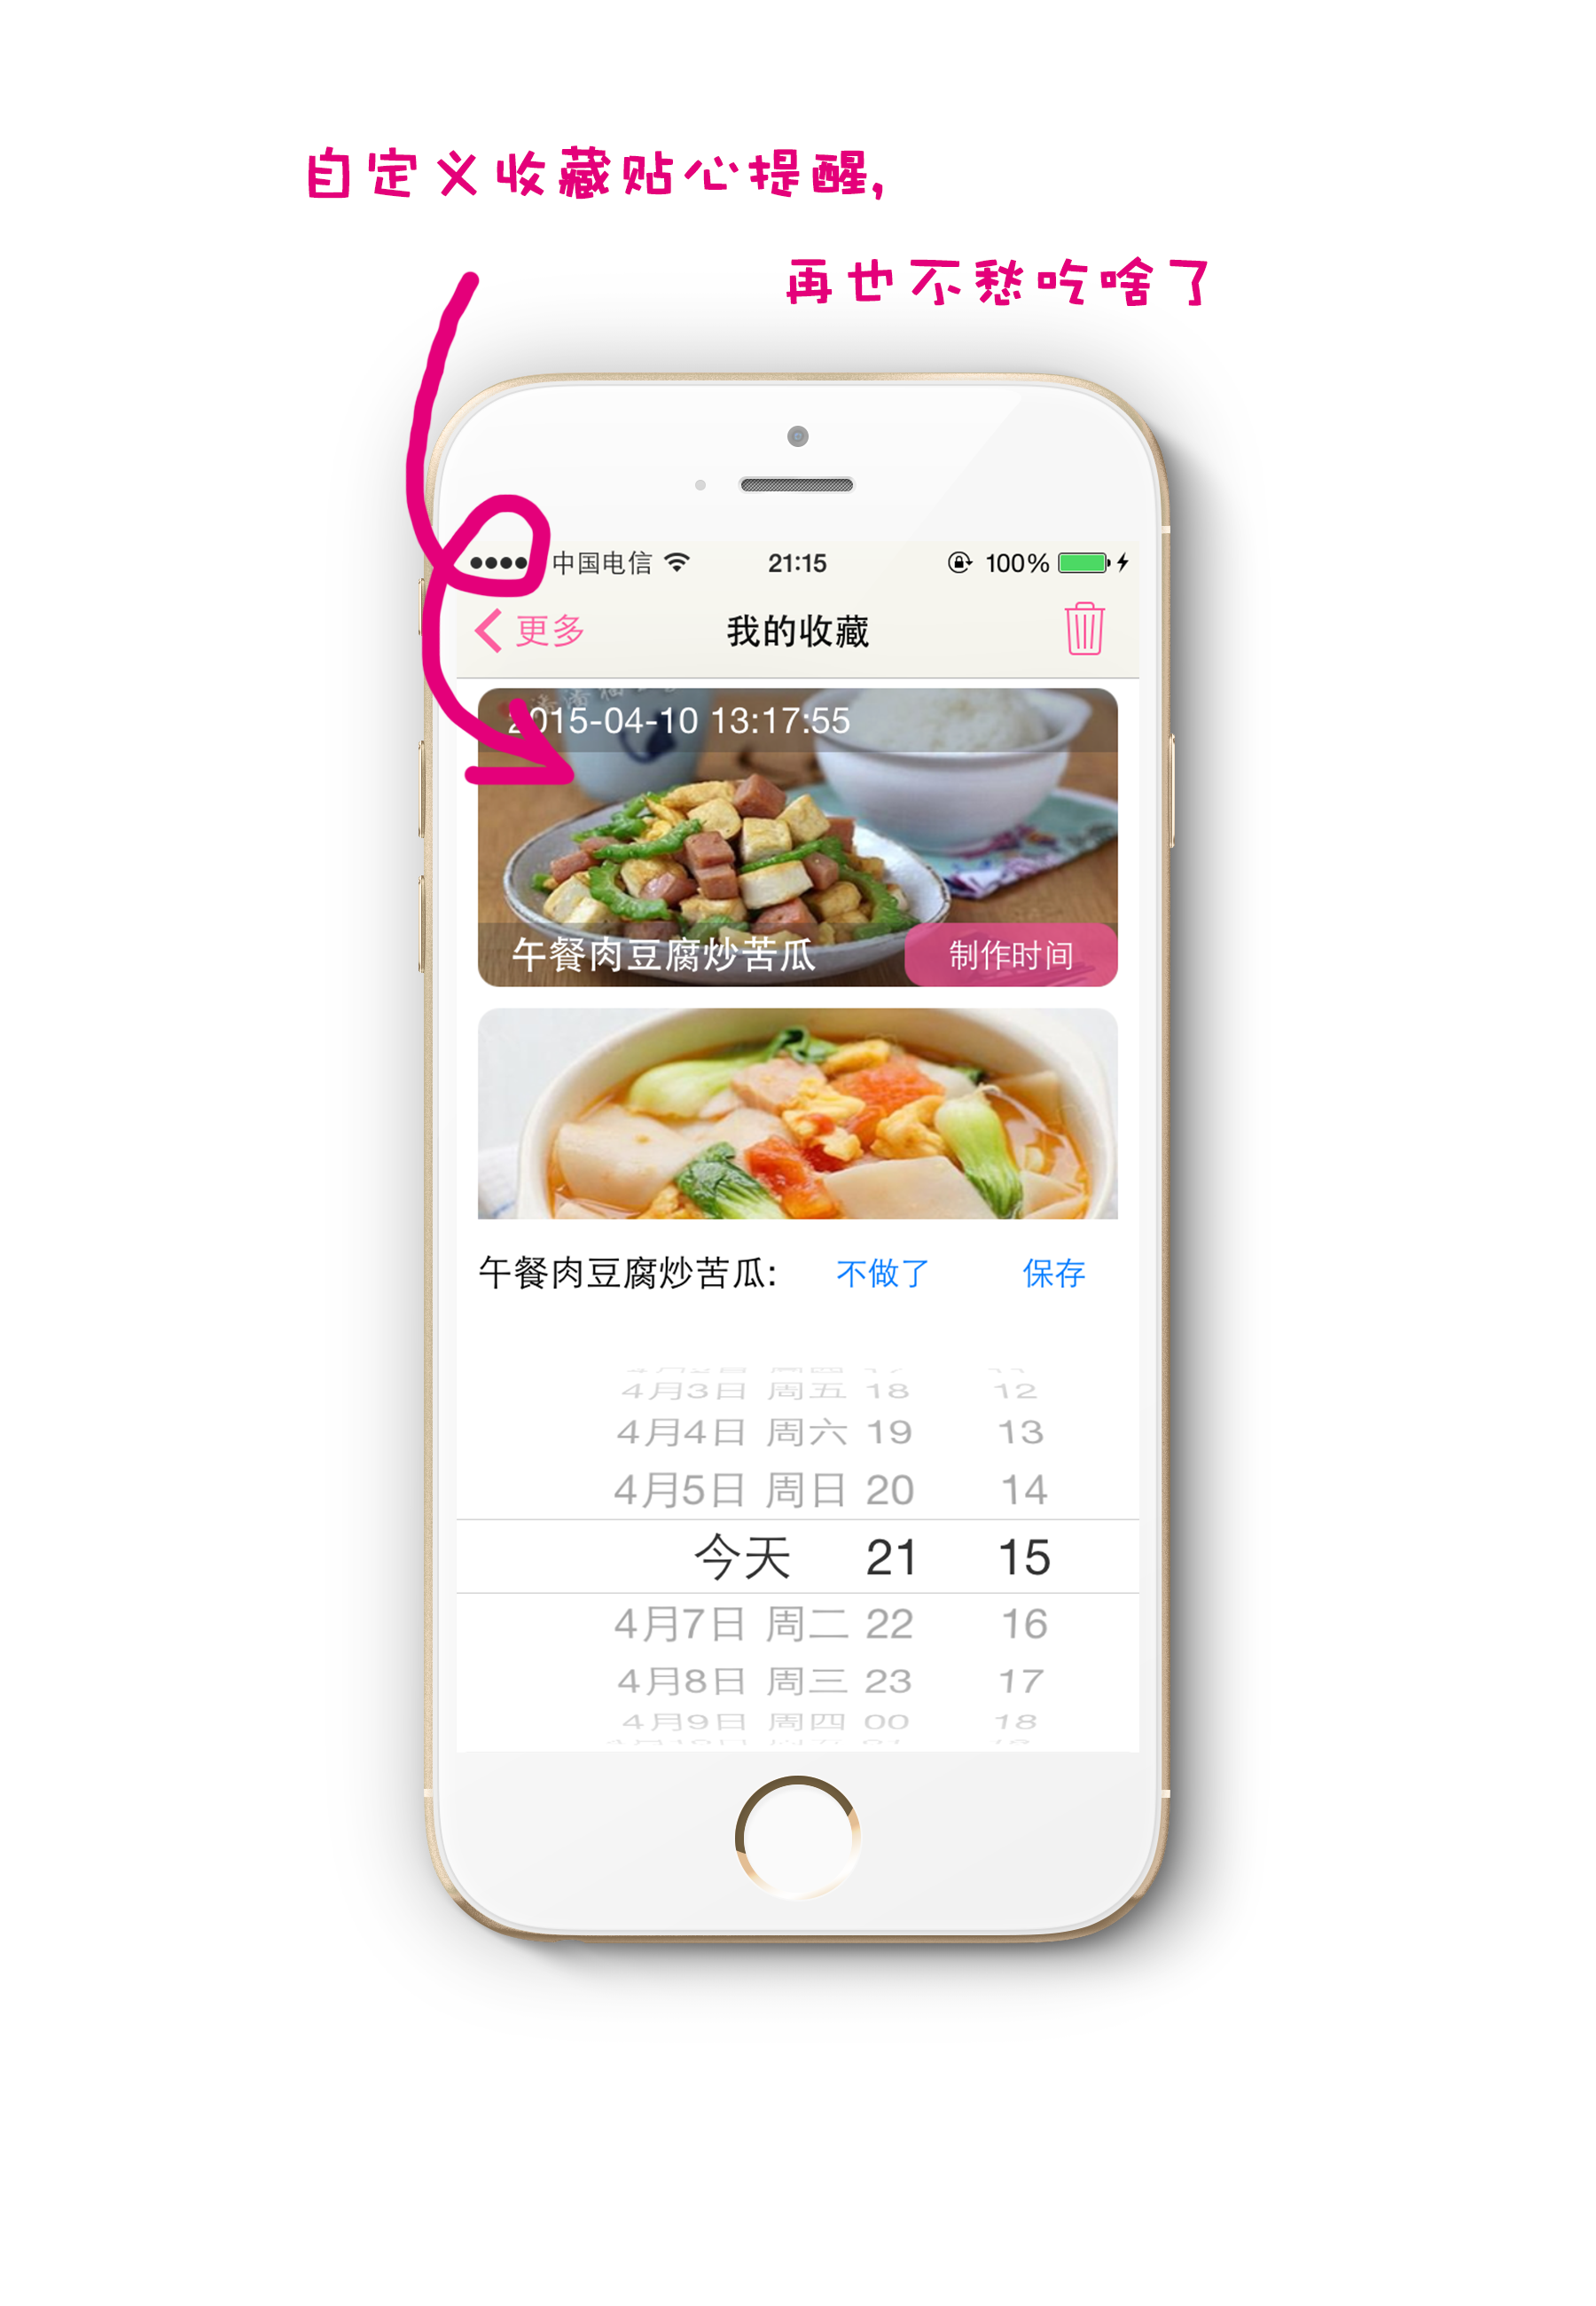 自定义收藏贴心提醒,
再也不愁吃啥了
中国电信 21:15 100%
更多 我的收藏
2015-04-10 13:17:55
午餐肉豆腐炒苦瓜 制作时间
午餐肉豆腐炒苦瓜: 不做了 保存
4月3日 周五 18 12
4月4日 周六 19 13
4月5日 周日 20 14
今天 21 15
4月7日 周二 22 16
4月8日 周三 23 17
4月9日 周四 00 18